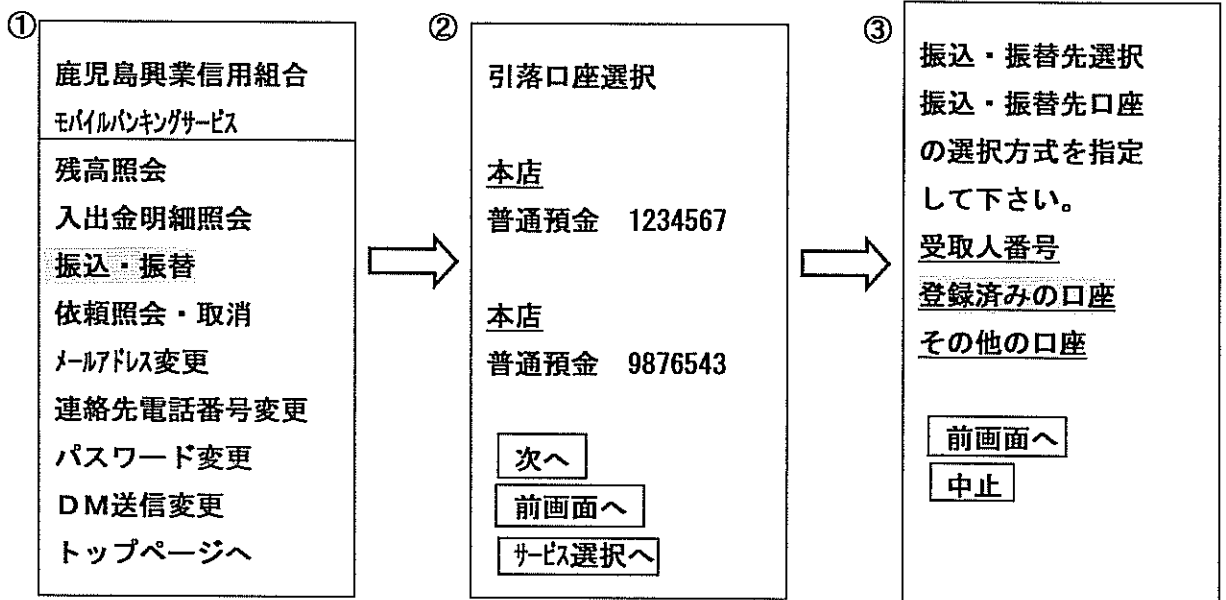 ①
鹿児島興業信用組合
モバイルバンキングサービス
残高照会
入出金明細照会
振込・振替
依頼照会・取消
メールアドレス変更
連絡先電話番号変更
パスワード変更
DM送信変更
トップページへ
②
引落口座選択
本店
普通預金 1234567
本店
普通預金 9876543
次へ
前画面へ
サービス選択へ
③
振込・振替先選択
振込・振替先口座
の選択方式を指定
して下さい。
受取人番号
登録済みの口座
その他の口座
前画面へ
中止